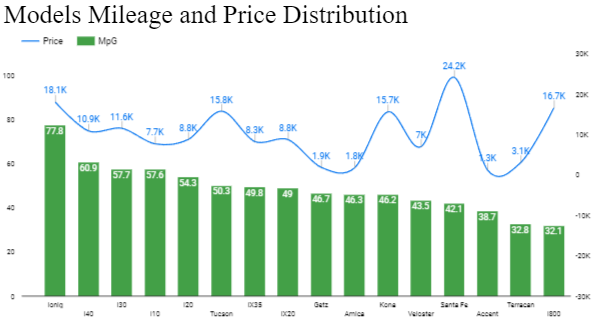 Models Mileage and Price Distribution
Price MpG
30K
24.2K
100 18.1K 15.8K 15.7K 16.7K 20K
10.9K 11.6K 7.7K 8.8K 8.3K 8.8K 7K 10K
80 1.9K 1.8K 1.3K 3.1K 0
77.8 60.9 57.7 57.6 54.3 50.3 49.8 49 46.7 46.3 46.2 43.5 42.1 38.7 32.8 32.1
60
40 -10K
20 -20K
0 -30K
Ioniq I30 I20 IX35 Getz Kona Santa Fe Terracan
I40 I10 Tucson IX20 Amica Veloster Accent I800